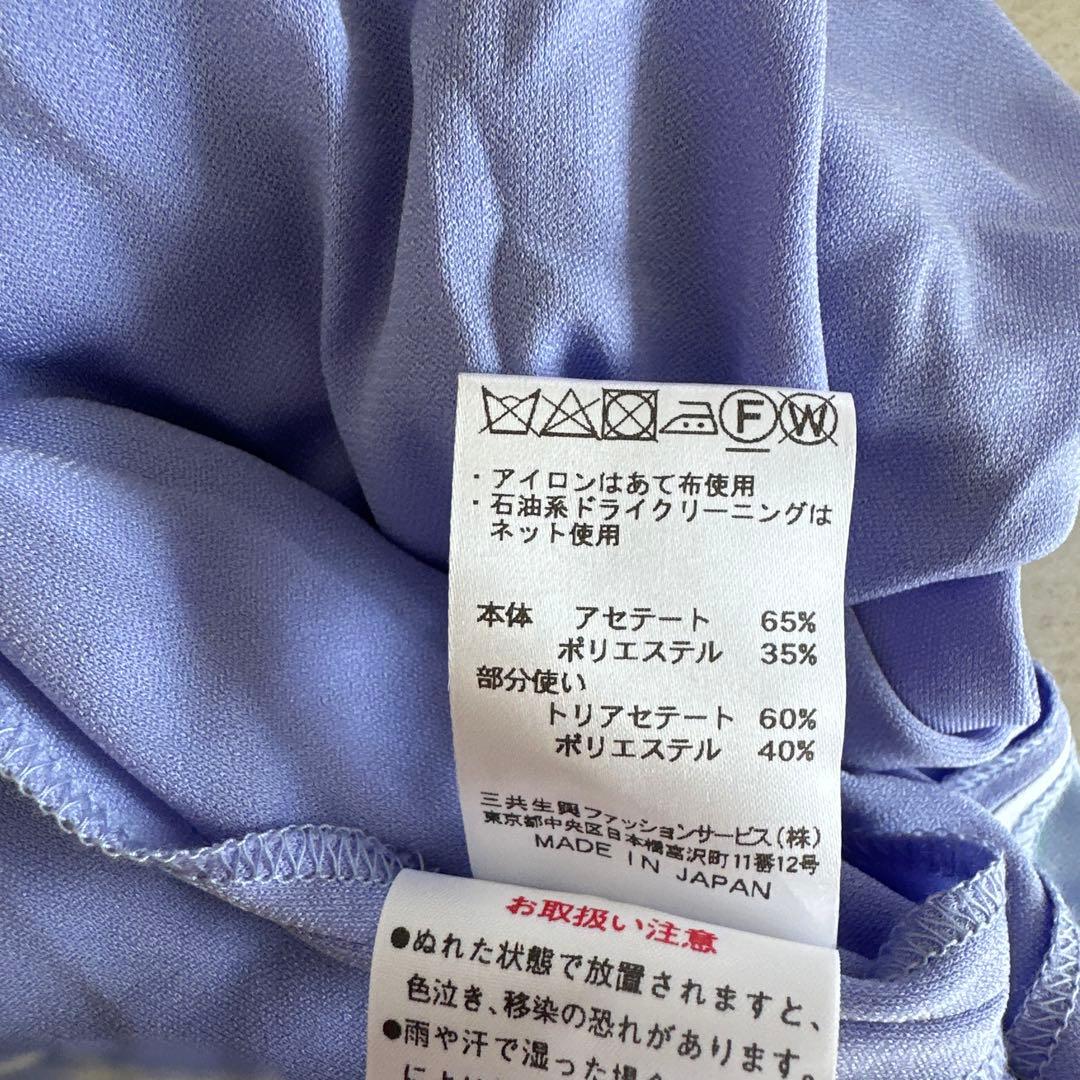 F W
・アイロンはあて布使用
・石油系ドライクリーニングは
ネット使用
本体 アセテート 65%
ポリエステル 35%
部分使い
トリアセテート 60%
ポリエステル 40%
三共生興ファッションサービス(株)
東京都中央区日本橋富沢町11番12号
MADE IN JAPAN
お取扱い注意
●ぬれた状態で放置されますと、
色泣き、移染の恐れがあります。
●雨や汗で湿った場合